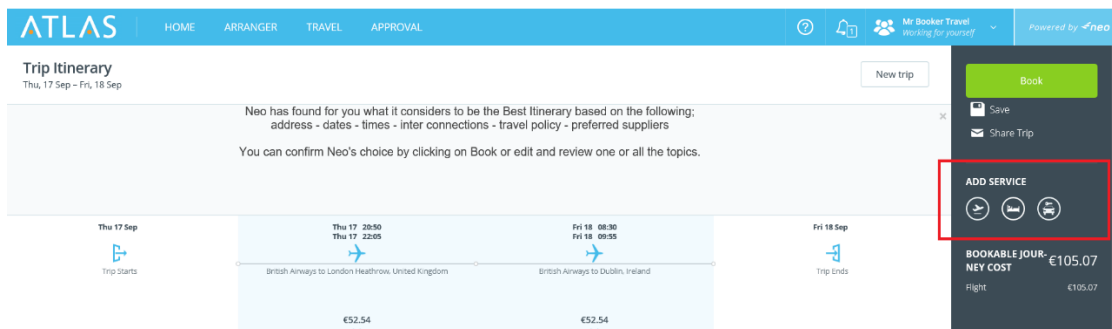 ATLAS
HOME
ARRANGER
TRAVEL
APPROVAL
1
Mr Booker Travel
Working for yourself
Powered by neo
Trip Itinerary
Thu, 17 Sep – Fri, 18 Sep
New trip
Book
Neo has found for you what it considers to be the Best Itinerary based on the following;
address - dates - times - inter connections - travel policy - preferred suppliers
You can confirm Neo's choice by clicking on Book or edit and review one or all the topics.
Save
Share Trip
ADD SERVICE
Thu 17 Sep
Trip Starts
Thu 17 20:50
Thu 17 22:05
British Airways to London Heathrow, United Kingdom
€52.54
Fri 18 08:30
Fri 18 09:55
British Airways to Dublin, Ireland
€52.54
Fri 18 Sep
Trip Ends
BOOKABLE JOUR-
NEY COST
€105.07
Flight
€105.07